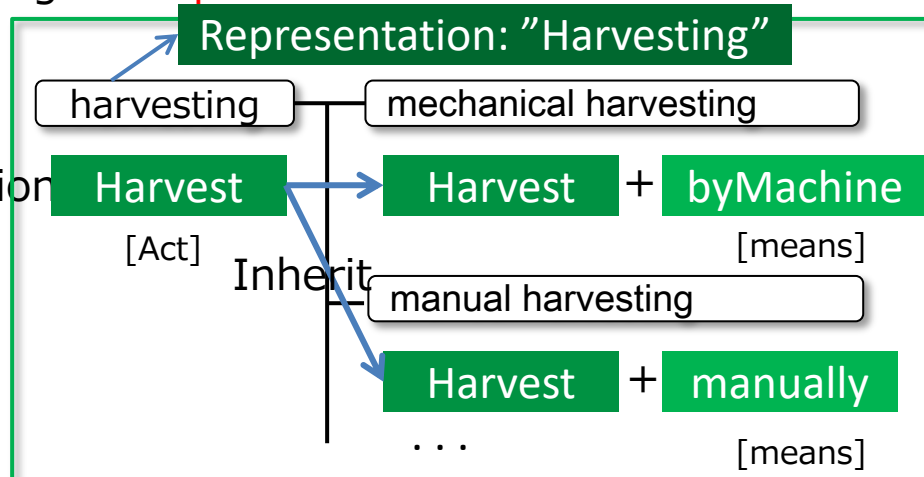 Representation: ”Harvesting”
harvesting
mechanical harvesting
Harvest
Harvest + byMachine
[Act]
[means]
Inherit
manual harvesting
Harvest + manually
. . .
[means]